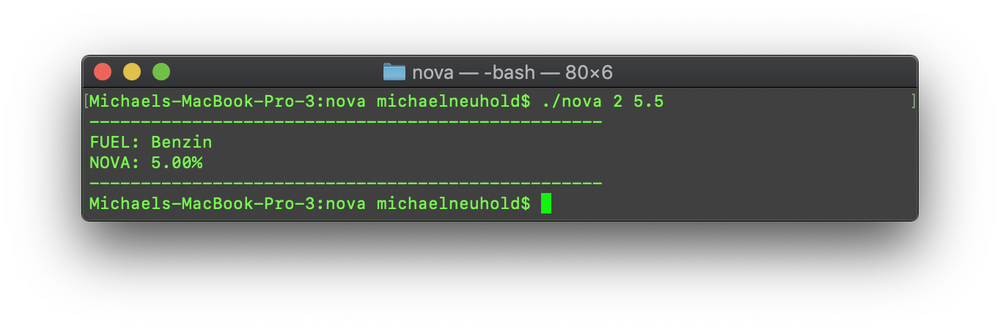 nova — -bash — 80×6
[Michaels-MacBook-Pro-3:nova michaelneuhold$ ./nova 2 5.5 ]
--------------------------------------------------
FUEL: Benzin
NOVA: 5.00%
--------------------------------------------------
Michaels-MacBook-Pro-3:nova michaelneuhold$